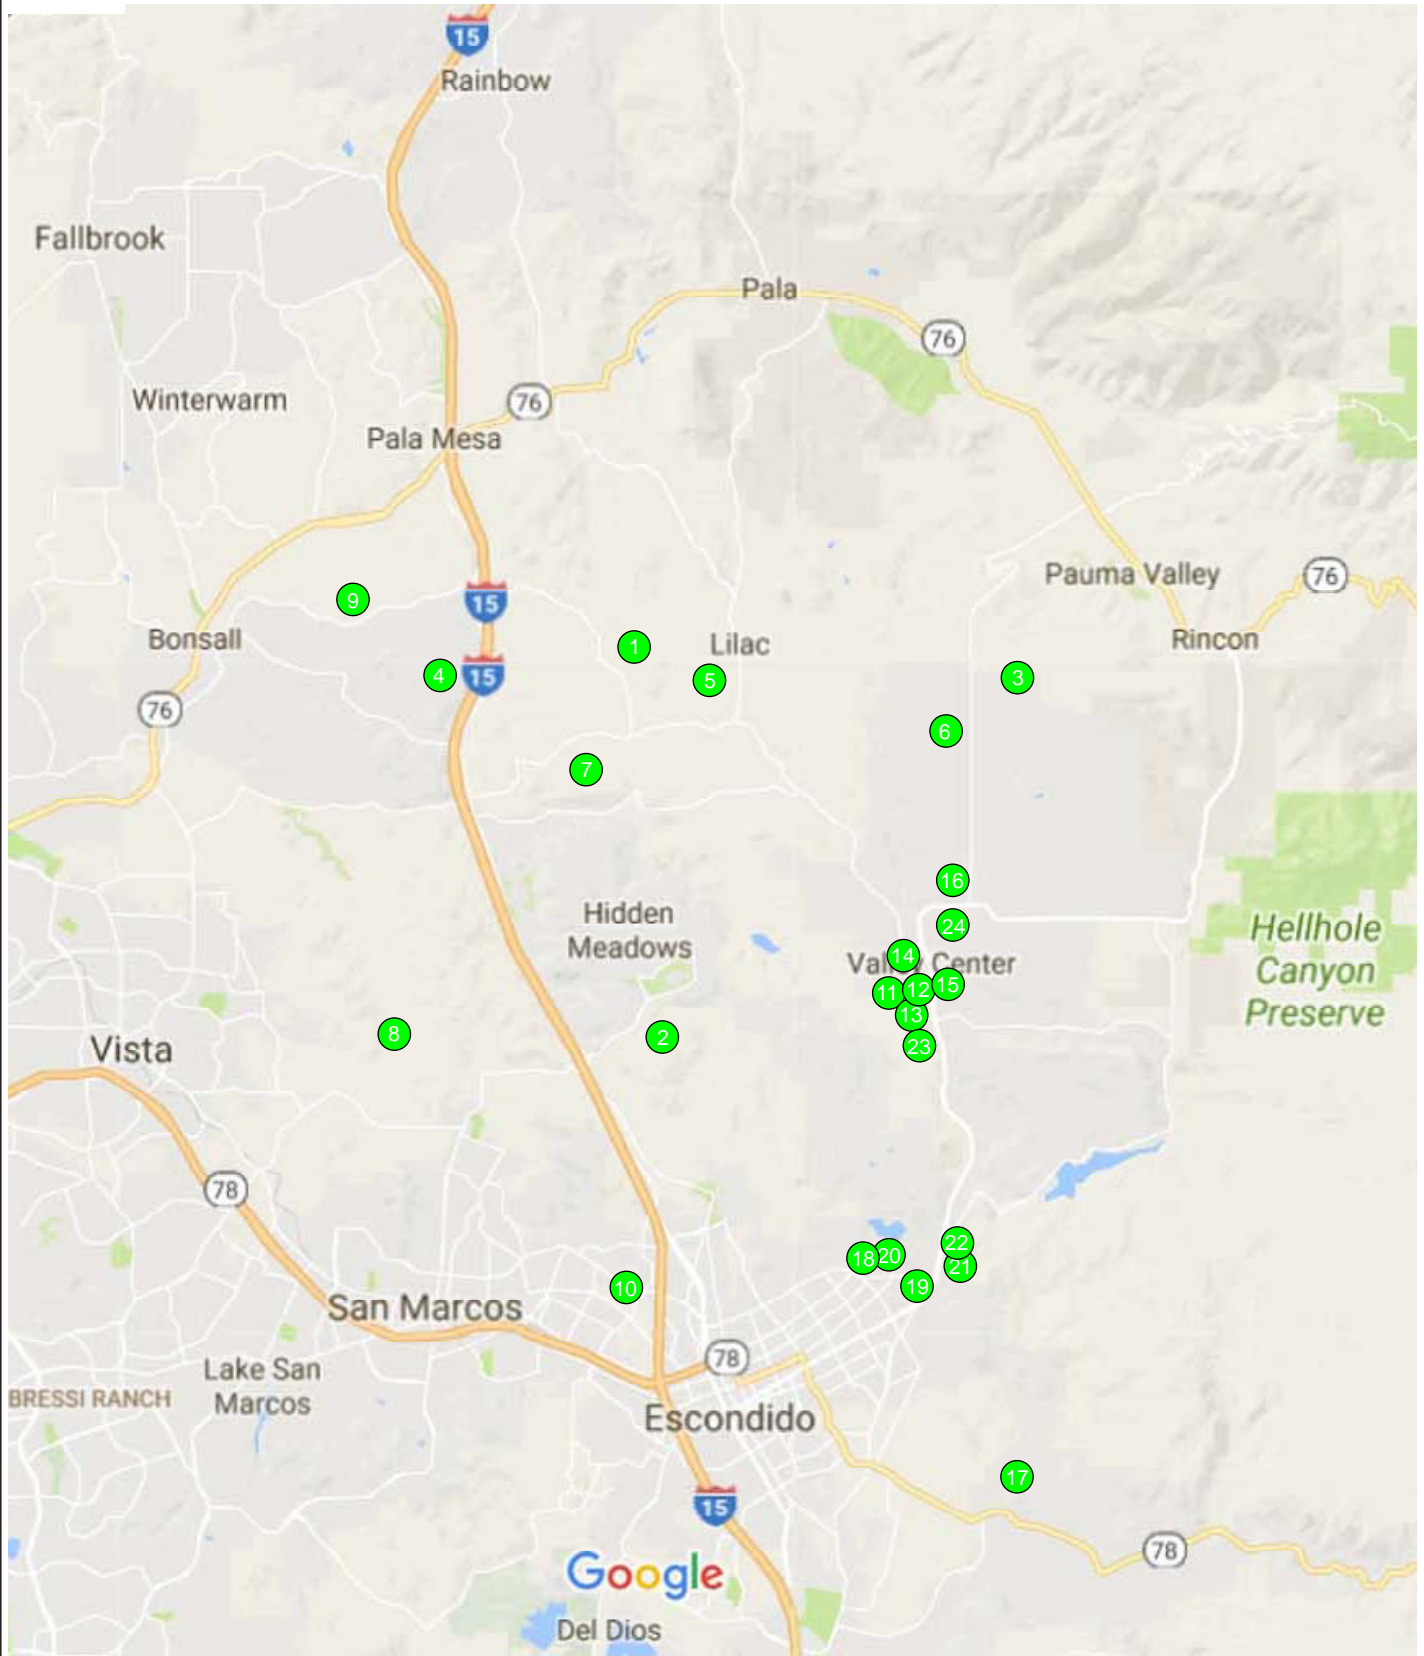 15
Rainbow
Fallbrook
Pala
76
Winterwarm
76
Pala Mesa
Pauma Valley
76
9
15
Bonsall
Rincon
1
Lilac
4
15
5
3
76
6
7
16
Hidden
Meadows
24
Hellhole
Canyon
Preserve
14
Valley Center
11
12
15
13
8
2
23
Vista
78
22
18
20
21
10
19
San Marcos
78
Lake San
Marcos
BRESSI RANCH
Escondido
17
15
78
Google
Del Dios